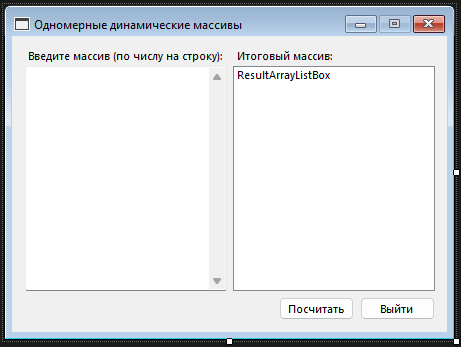 Одномерные динамические массивы
Введите массив (по числу на строку):
Итоговый массив:
ResultArrayListBox
Посчитать
Выйти